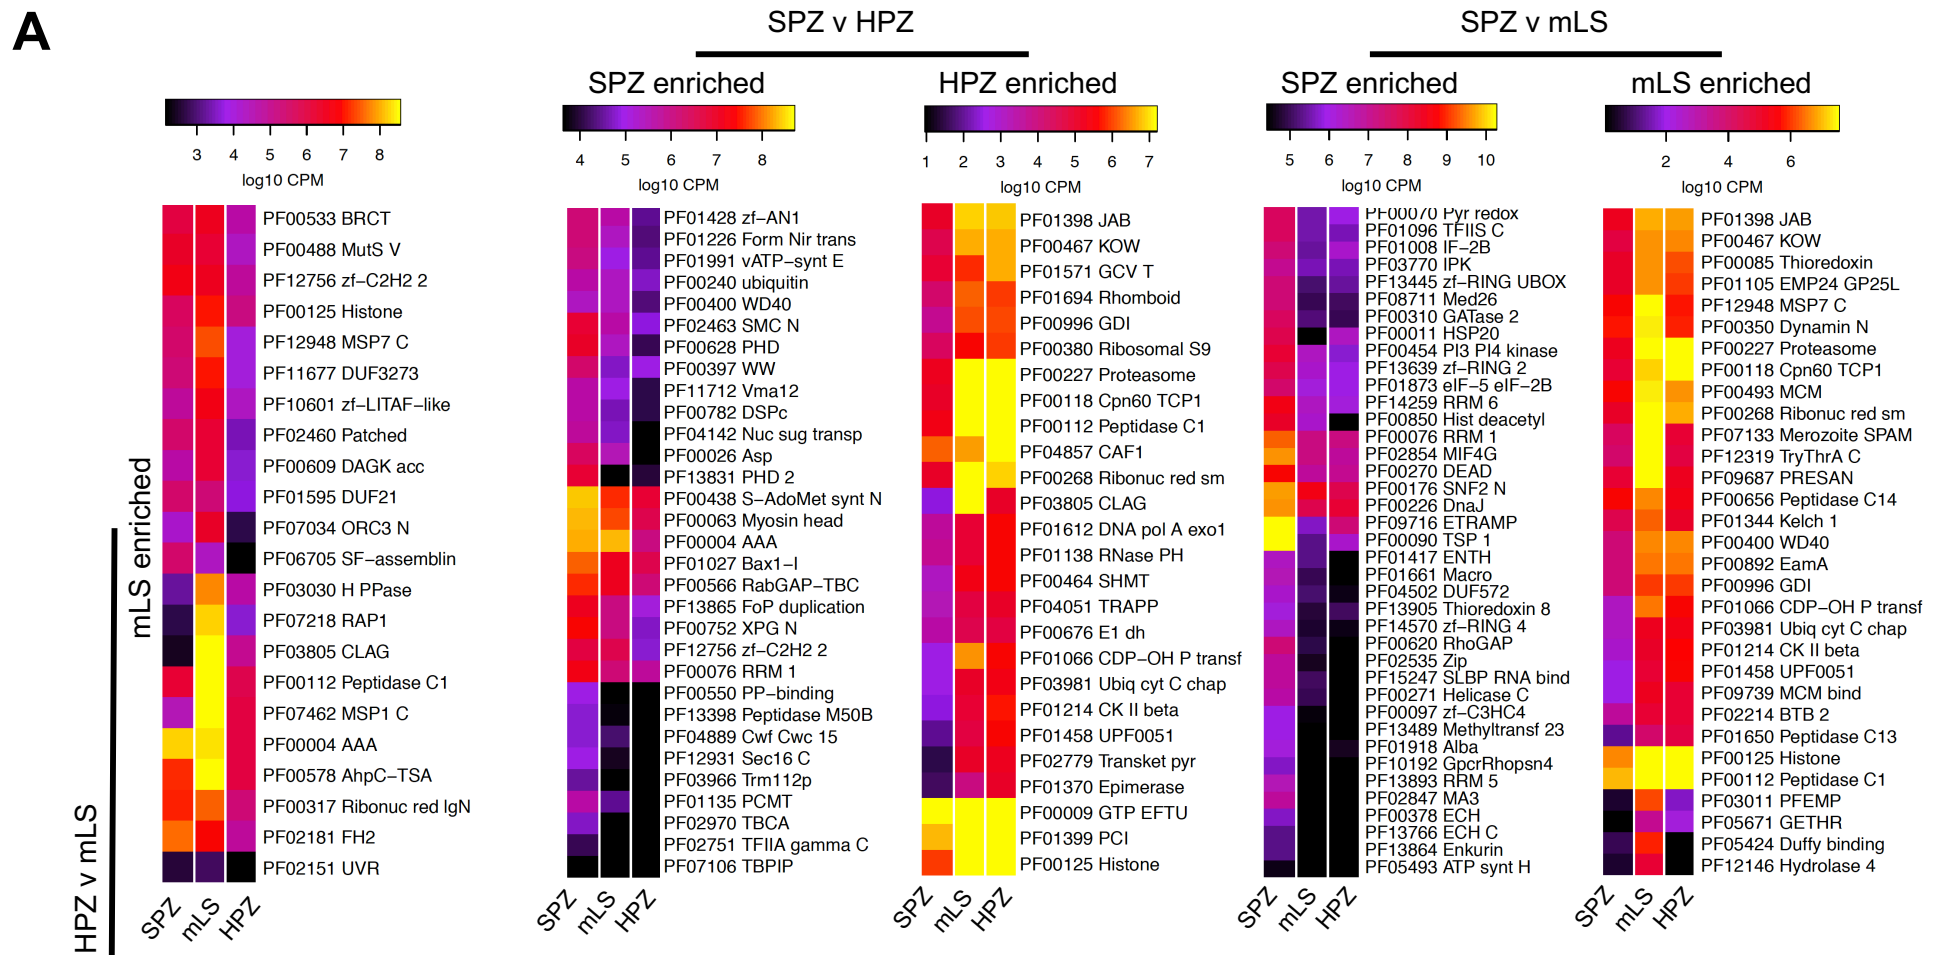 A
SPZ v HPZ
SPZ v mLS
SPZ enriched
HPZ enriched
SPZ enriched
mLS enriched
3 4 5 6 7 8
log10 CPM
4 5 6 7 8
log10 CPM
1 2 3 4 5 6 7
log10 CPM
5 6 7 8 9 10
log10 CPM
2 4 6
log10 CPM
HPZ v mLS
mLS enriched
PF00533 BRCT
PF00488 MutS V
PF12756 zf−C2H2 2
PF00125 Histone
PF12948 MSP7 C
PF11677 DUF3273
PF10601 zf−LITAF−like
PF02460 Patched
PF00609 DAGK acc
PF01595 DUF21
PF07034 ORC3 N
PF06705 SF−assemblin
PF03030 H PPase
PF07218 RAP1
PF03805 CLAG
PF00112 Peptidase C1
PF07462 MSP1 C
PF00004 AAA
PF00578 AhpC−TSA
PF00317 Ribonuc red lgN
PF02181 FH2
PF02151 UVR
SPZ mLS HPZ
PF01428 zf−AN1
PF01226 Form Nir trans
PF01991 vATP−synt E
PF00240 ubiquitin
PF00400 WD40
PF02463 SMC N
PF00628 PHD
PF00397 WW
PF11712 Vma12
PF00782 DSPc
PF04142 Nuc sug transp
PF00026 Asp
PF13831 PHD 2
PF00438 S−AdoMet synt N
PF00063 Myosin head
PF00004 AAA
PF01027 Bax1−I
PF00566 RabGAP−TBC
PF13865 FoP duplication
PF00752 XPG N
PF12756 zf−C2H2 2
PF00076 RRM 1
PF00550 PP−binding
PF13398 Peptidase M50B
PF04889 Cwf Cwc 15
PF12931 Sec16 C
PF03966 Trm112p
PF01135 PCMT
PF02970 TBCA
PF02751 TFIIA gamma C
PF07106 TBPIP
SPZ mLS HPZ
PF01398 JAB
PF00467 KOW
PF01571 GCV T
PF01694 Rhomboid
PF00996 GDI
PF00380 Ribosomal S9
PF00227 Proteasome
PF00118 Cpn60 TCP1
PF00112 Peptidase C1
PF04857 CAF1
PF00268 Ribonuc red sm
PF03805 CLAG
PF01612 DNA pol A exo1
PF01138 RNase PH
PF00464 SHMT
PF04051 TRAPP
PF00676 E1 dh
PF01066 CDP−OH P transf
PF03981 Ubiq cyt C chap
PF01214 CK II beta
PF01458 UPF0051
PF02779 Transket pyr
PF01370 Epimerase
PF00009 GTP EFTU
PF01399 PCI
PF00125 Histone
SPZ mLS HPZ
PF00070 Pyr redox
PF01096 TFIIS C
PF01008 IF−2B
PF03770 IPK
PF13445 zf−RING UBOX
PF08711 Med26
PF00310 GATase 2
PF00011 HSP20
PF00454 PI3 PI4 kinase
PF13639 zf−RING 2
PF01873 eIF−5 eIF−2B
PF14259 RRM 6
PF00850 Hist deacetyl
PF00076 RRM 1
PF02854 MIF4G
PF00270 DEAD
PF00176 SNF2 N
PF00226 DnaJ
PF09716 ETRAMP
PF00090 TSP 1
PF01417 ENTH
PF01661 Macro
PF04502 DUF572
PF13905 Thioredoxin 8
PF14570 zf−RING 4
PF00620 RhoGAP
PF02535 Zip
PF15247 SLBP RNA bind
PF00271 Helicase C
PF00097 zf−C3HC4
PF13489 Methyltransf 23
PF01918 Alba
PF10192 GpcrRhopsn4
PF13893 RRM 5
PF02847 MA3
PF00378 ECH
PF13766 ECH C
PF13864 Enkurin
PF05493 ATP synt H
SPZ mLS HPZ
PF01398 JAB
PF00467 KOW
PF00085 Thioredoxin
PF01105 EMP24 GP25L
PF12948 MSP7 C
PF00350 Dynamin N
PF00227 Proteasome
PF00118 Cpn60 TCP1
PF00493 MCM
PF00268 Ribonuc red sm
PF07133 Merozoite SPAM
PF12319 TryThrA C
PF09687 PRESAN
PF00656 Peptidase C14
PF01344 Kelch 1
PF00400 WD40
PF00892 EamA
PF00996 GDI
PF01066 CDP−OH P transf
PF03981 Ubiq cyt C chap
PF01214 CK II beta
PF01458 UPF0051
PF09739 MCM bind
PF02214 BTB 2
PF01650 Peptidase C13
PF00125 Histone
PF00112 Peptidase C1
PF03011 PFEMP
PF05671 GETHR
PF05424 Duffy binding
PF12146 Hydrolase 4
SPZ mLS HPZ